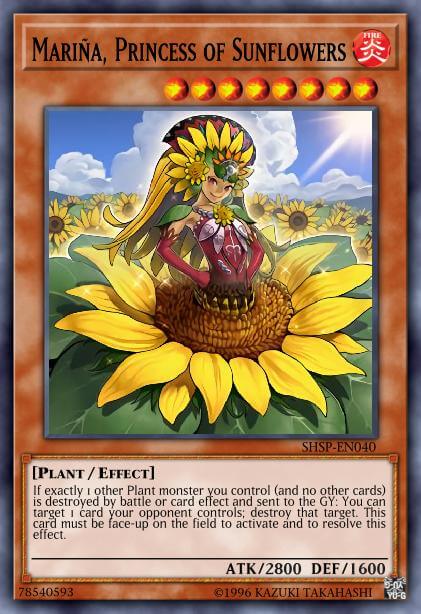 Mariña, Princess of Sunflowers
FIRE
炎
SHSP-EN040
[Plant / Effect]
If exactly 1 other Plant monster you control (and no other cards)
is destroyed by battle or card effect and sent to the GY: You can
target 1 card your opponent controls; destroy that target. This
card must be face-up on the field to activate and to resolve this
effect.
ATK/2800 DEF/1600
78540593
©1996 KAZUKI TAKAHASHI